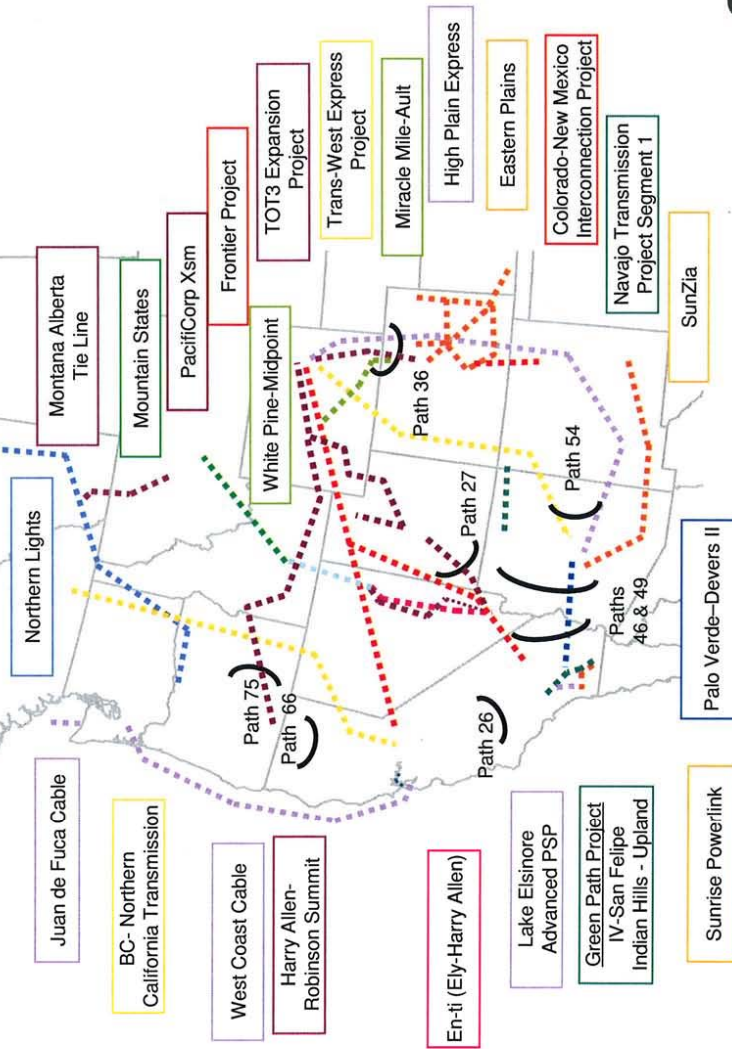 Juan de Fuca Cable
Northern Lights
Montana Alberta
Tie Line
Mountain States
PacifiCorp Xsm
Frontier Project
TOT3 Expansion
Project
Trans-West Express
Project
Miracle Mile-Ault
High Plain Express
Eastern Plains
Colorado-New Mexico
Interconnection Project
Navajo Transmission
Project Segment 1
SunZia
White Pine-Midpoint
BC- Northern
California Transmission
West Coast Cable
Harry Allen-
Robinson Summit
En-ti (Ely-Harry Allen)
Lake Elsinore
Advanced PSP
Green Path Project
IV-San Felipe
Indian Hills - Upland
Sunrise Powerlink
Palo Verde–Devers II
Path 75
Path 66
Path 26
Path 36
Path 27
Path 54
Paths
46 & 49